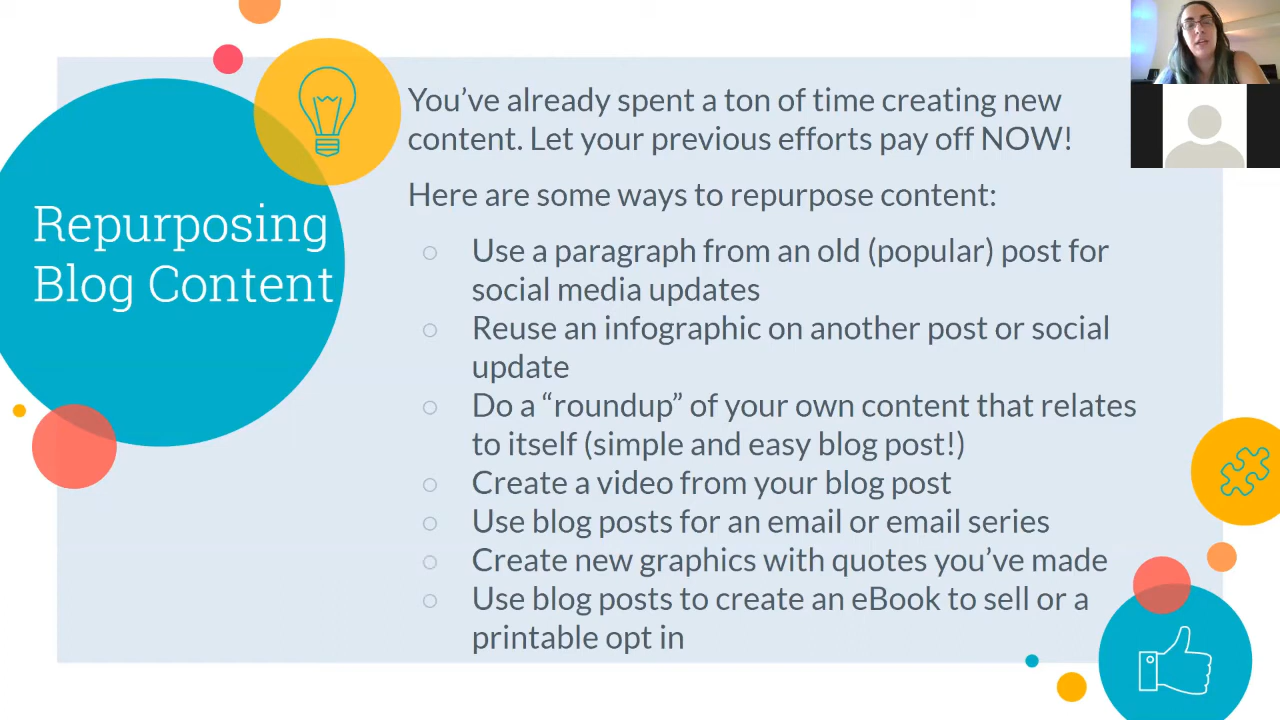 Repurposing
Blog Content
You’ve already spent a ton of time creating new
content. Let your previous efforts pay off NOW!
Here are some ways to repurpose content:
Use a paragraph from an old (popular) post for
social media updates
Reuse an infographic on another post or social
update
Do a “roundup” of your own content that relates
to itself (simple and easy blog post!)
Create a video from your blog post
Use blog posts for an email or email series
Create new graphics with quotes you’ve made
Use blog posts to create an eBook to sell or a
printable opt in